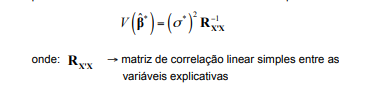 V(β̂*) = (σ*)² R⁻¹X'X
onde: RX'X → matriz de correlação linear simples entre as
variáveis explicativas